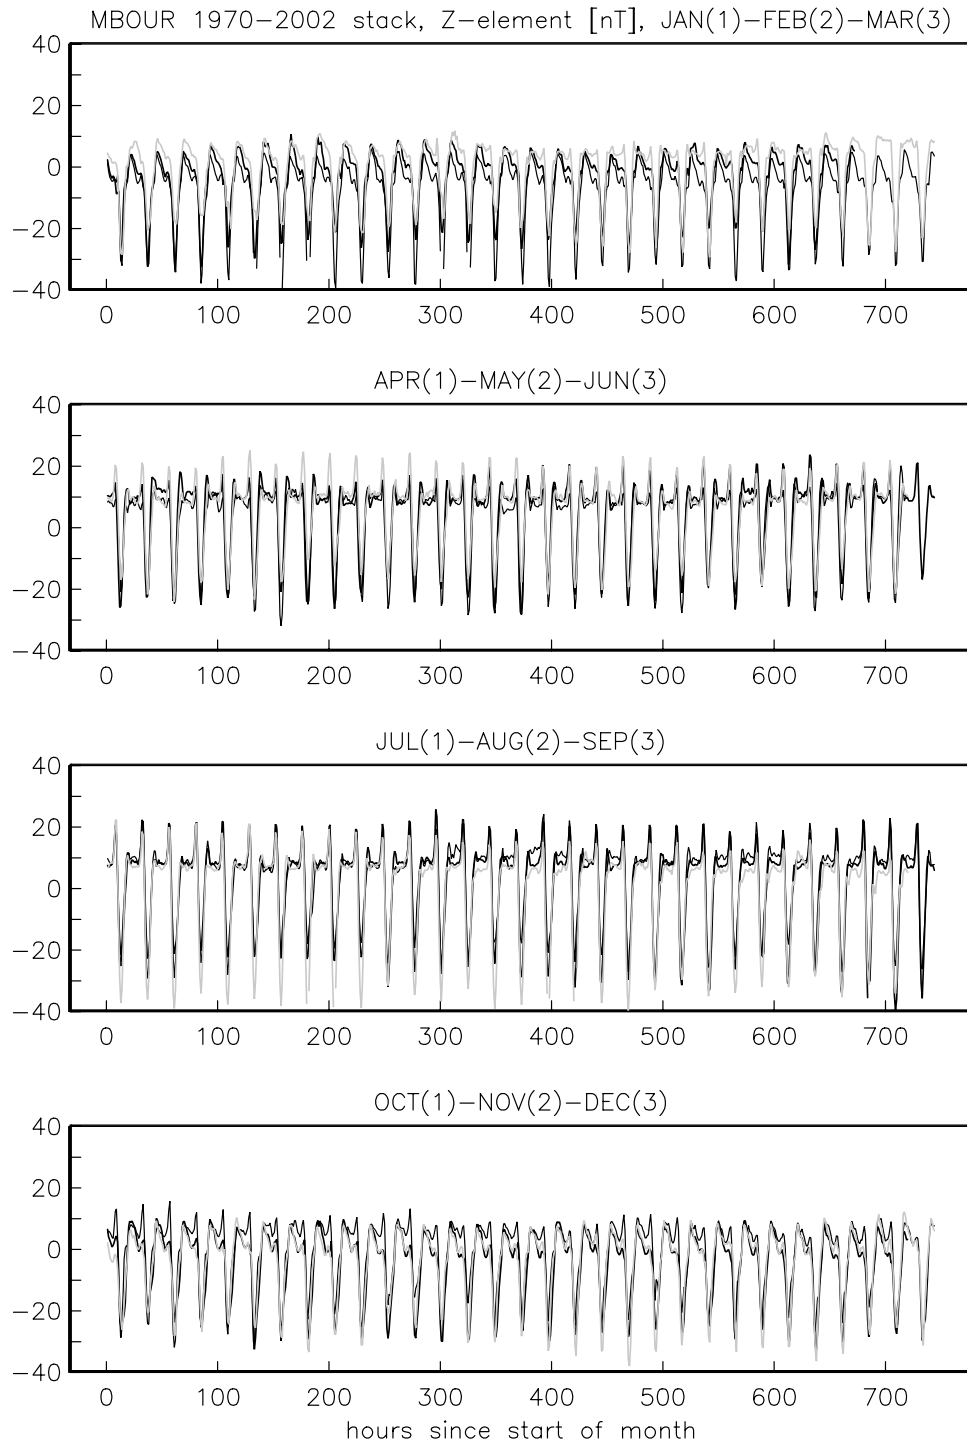 MBOUR 1970−2002 stack, Z−element [nT], JAN(1)−FEB(2)−MAR(3)
40
20
0
−20
−40
0 100 200 300 400 500 600 700
APR(1)−MAY(2)−JUN(3)
40
20
0
−20
−40
0 100 200 300 400 500 600 700
JUL(1)−AUG(2)−SEP(3)
40
20
0
−20
−40
0 100 200 300 400 500 600 700
OCT(1)−NOV(2)−DEC(3)
40
20
0
−20
−40
0 100 200 300 400 500 600 700
hours since start of month